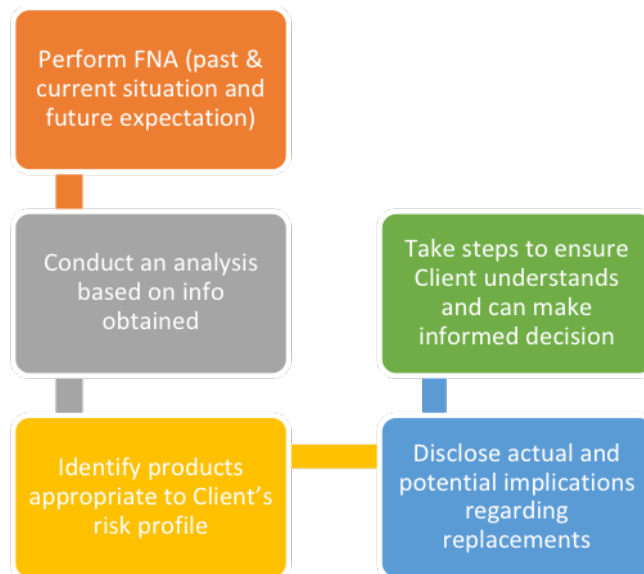 Perform FNA (past &
current situation and
future expectation)
Conduct an analysis
based on info
obtained
Identify products
appropriate to Client's
risk profile
Disclose actual and
potential implications
regarding
replacements
Take steps to ensure
Client understands
and can make
informed decision